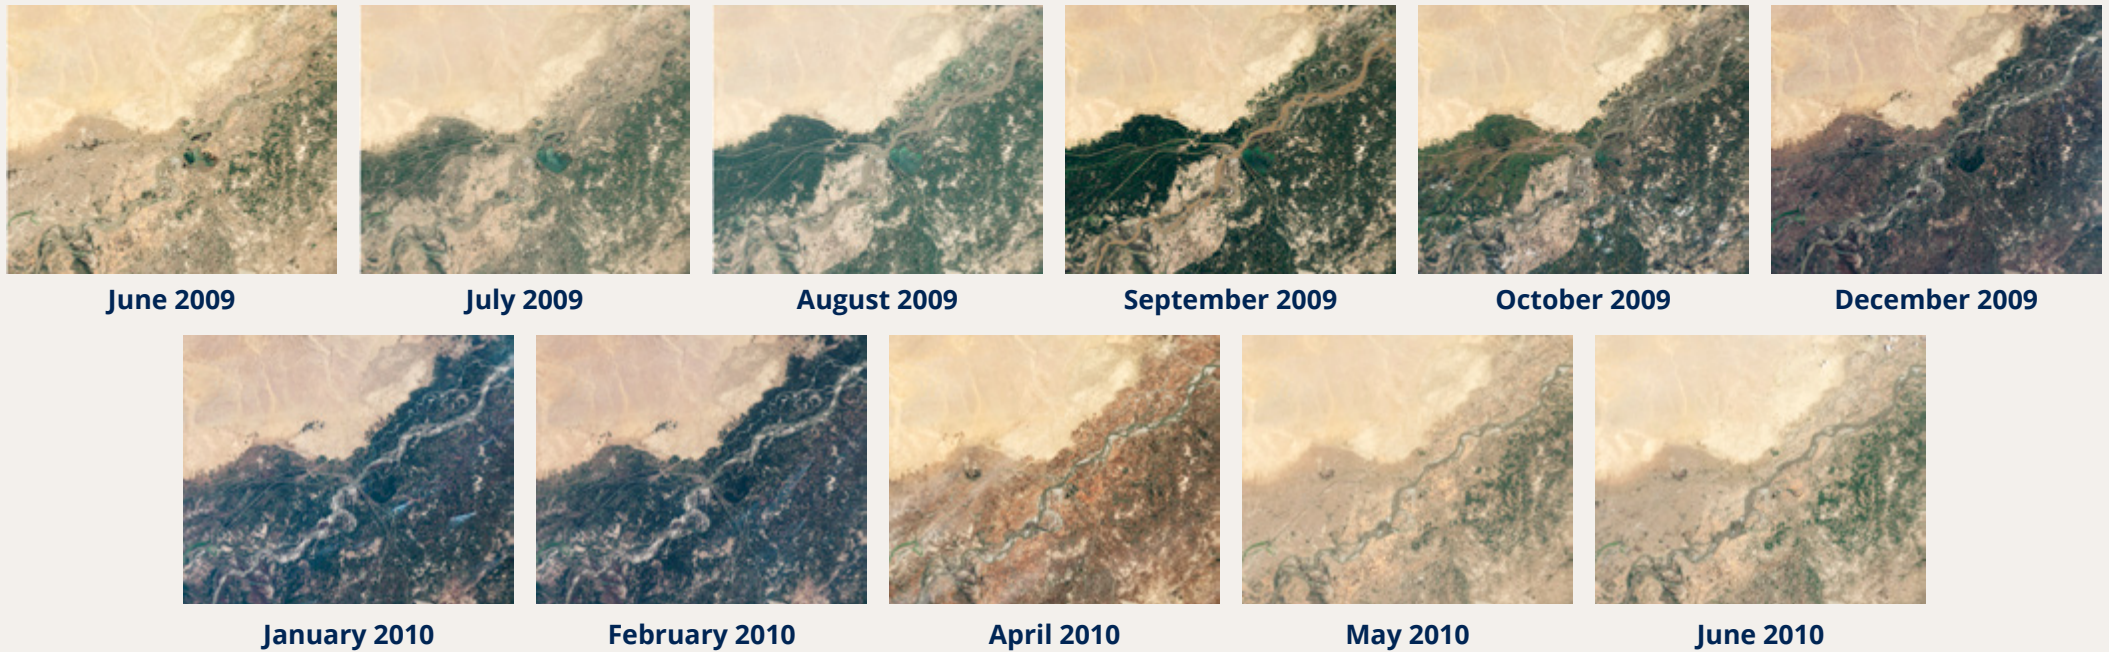 June 2009
July 2009
August 2009
September 2009
October 2009
December 2009
January 2010
February 2010
April 2010
May 2010
June 2010